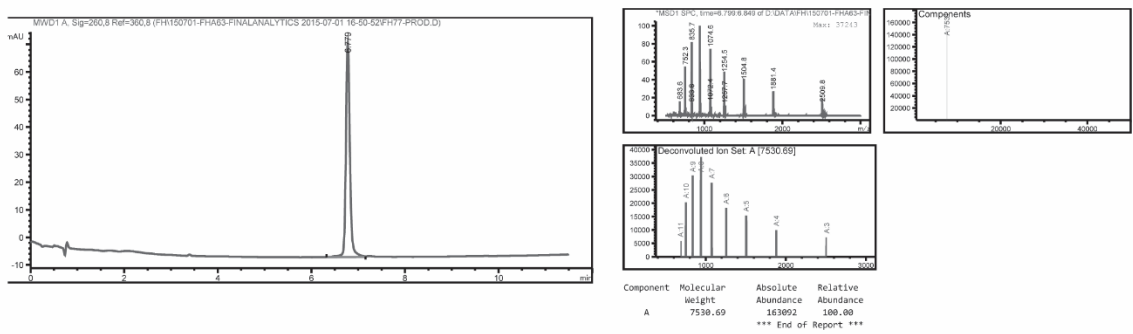 MWD1 A, Sig=260,8 Ref=360,8 (FH\150701-FHA63-FINALANALYTICS 2015-07-01 16-50-52\FH77-PROD.D)
mAU
60
50
40
30
20
10
0
-10
6.779
0 2 4 6 8 10 min
*MSD1 SPC, time=6.799:6.849 of D:\DATA\FH\150701-FHA63-FIN
Max: 37243
100
80
60
40
20
0
683.6
752.3
835.7
1074.6
1072.4
1254.5
1257.7
1504.8
1881.4
2509.8
1000 2000 m/z
Components
160000
140000
120000
100000
80000
60000
40000
20000
20000 40000
Deconvoluted Ion Set: A [7530.69]
40000
35000
30000
25000
20000
15000
10000
5000
0
A:11
A:10
A:9
A:7
A:6
A:5
A:4
A:3
1000 2000 3000
Component Molecular Absolute Relative
Weight Abundance Abundance
A 7530.69 163092 100.00
*** End of Report ***